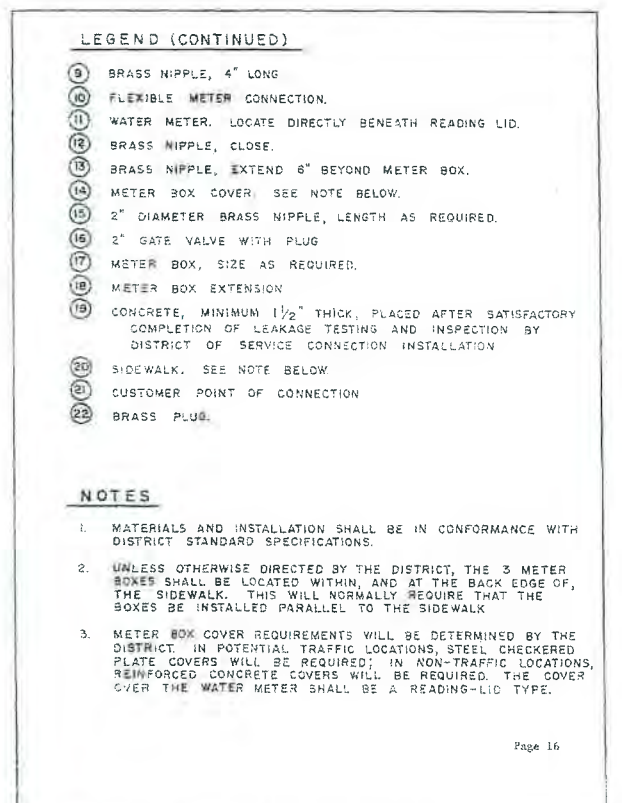 LEGEND (CONTINUED)
9 BRASS NIPPLE, 4" LONG
10 FLEXIBLE METER CONNECTION.
11 WATER METER. LOCATE DIRECTLY BENEATH READING LID.
12 BRASS NIPPLE, CLOSE.
13 BRASS NIPPLE, EXTEND 6" BEYOND METER BOX.
14 METER BOX COVER. SEE NOTE BELOW.
15 2" DIAMETER BRASS NIPPLE, LENGTH AS REQUIRED.
16 2" GATE VALVE WITH PLUG
17 METER BOX, SIZE AS REQUIRED.
18 METER BOX EXTENSION
19 CONCRETE, MINIMUM 1 1/2" THICK, PLACED AFTER SATISFACTORY
COMPLETION OF LEAKAGE TESTING AND INSPECTION BY
DISTRICT OF SERVICE CONNECTION INSTALLATION
20 SIDEWALK. SEE NOTE BELOW
21 CUSTOMER POINT OF CONNECTION
22 BRASS PLUG.
NOTES
1. MATERIALS AND INSTALLATION SHALL BE IN CONFORMANCE WITH
DISTRICT STANDARD SPECIFICATIONS.
2. UNLESS OTHERWISE DIRECTED BY THE DISTRICT, THE 3 METER
BOXES SHALL BE LOCATED WITHIN, AND AT THE BACK EDGE OF,
THE SIDEWALK. THIS WILL NORMALLY REQUIRE THAT THE
BOXES BE INSTALLED PARALLEL TO THE SIDEWALK
3. METER BOX COVER REQUIREMENTS WILL BE DETERMINED BY THE
DISTRICT. IN POTENTIAL TRAFFIC LOCATIONS, STEEL CHECKERED
PLATE COVERS WILL BE REQUIRED; IN NON-TRAFFIC LOCATIONS,
REINFORCED CONCRETE COVERS WILL BE REQUIRED. THE COVER
OVER THE WATER METER SHALL BE A READING-LID TYPE.
Page 16